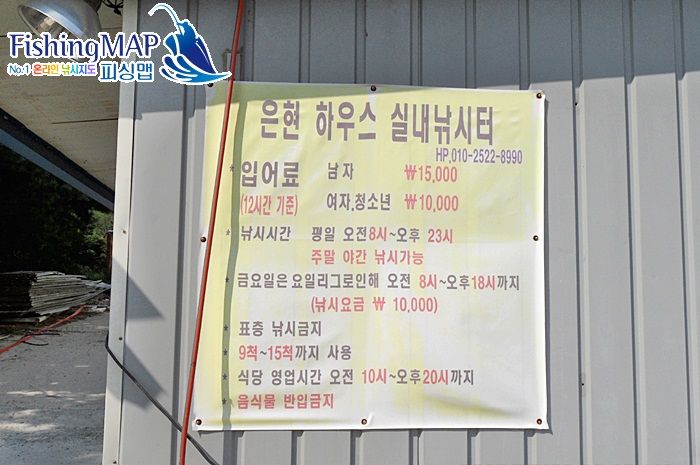 FishingMAP
No.1 온라인 낚시지도 피싱맵
은현 하우스 실내낚시터
HP.010-2522-8990
* 입어료 남자 ₩15,000
(12시간 기준) 여자.청소년 ₩10,000
* 낚시시간 평일 오전8시~오후 23시
주말 야간 낚시가능
* 금요일은 요일리그로인해 오전 8시~오후18시까지
(낚시요금 ₩ 10,000)
* 표층 낚시금지
* 9척~15척까지 사용
* 식당 영업시간 오전 10시~오후20시까지
* 음식물 반입금지